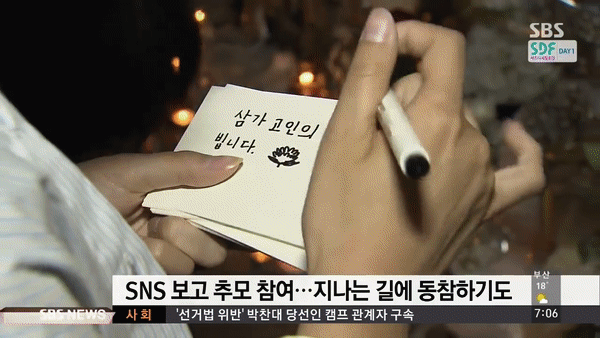 SBS
SDF DAY 1
삼가 고인의
빕니다.
SNS 보고 추모 참여…지나는 길에 동참하기도
부산
18˚
SBS NEWS
사 회
'선거법 위반' 박찬대 당선인 캠프 관계자 구속
7:06